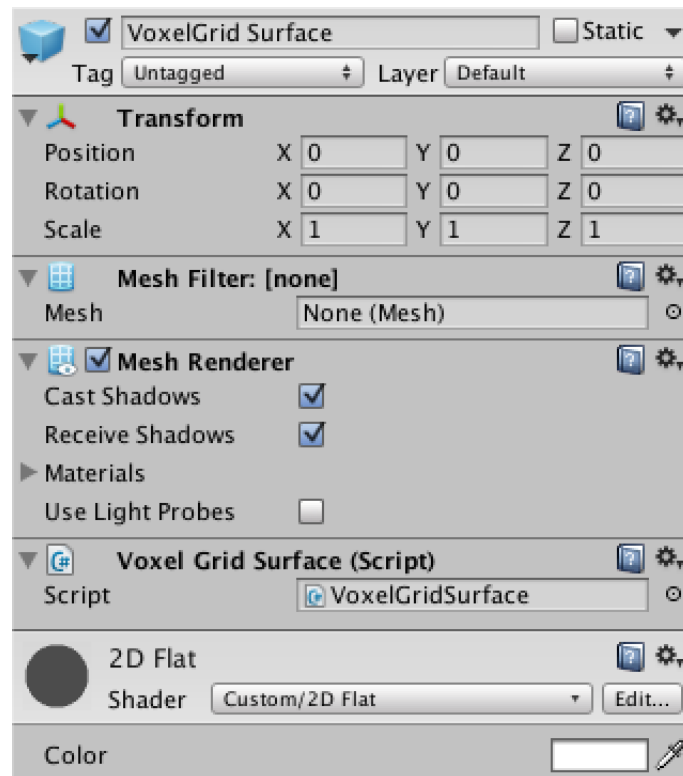 VoxelGrid Surface Static
Tag Untagged Layer Default
Transform
Position X 0 Y 0 Z 0
Rotation X 0 Y 0 Z 0
Scale X 1 Y 1 Z 1
Mesh Filter: [none]
Mesh None (Mesh)
Mesh Renderer
Cast Shadows
Receive Shadows
Materials
Use Light Probes
C# Voxel Grid Surface (Script)
Script VoxelGridSurface
2D Flat
Shader Custom/2D Flat Edit...
Color